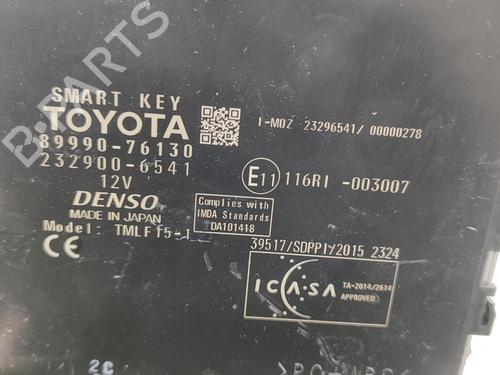 B-PARTS
SMART KEY
TOYOTA
89990-76130
232900-6541
12V
DENSO
MADE IN JAPAN
Model: TMLF15-1
CE
I-MOZ 23296541/ 00000278
E11 116RI -003007
Complies with
IMDA Standards
DA101418
39517/SDPPI/2015 2324
ICASA
TA-2014/2614
APPROVED
2C